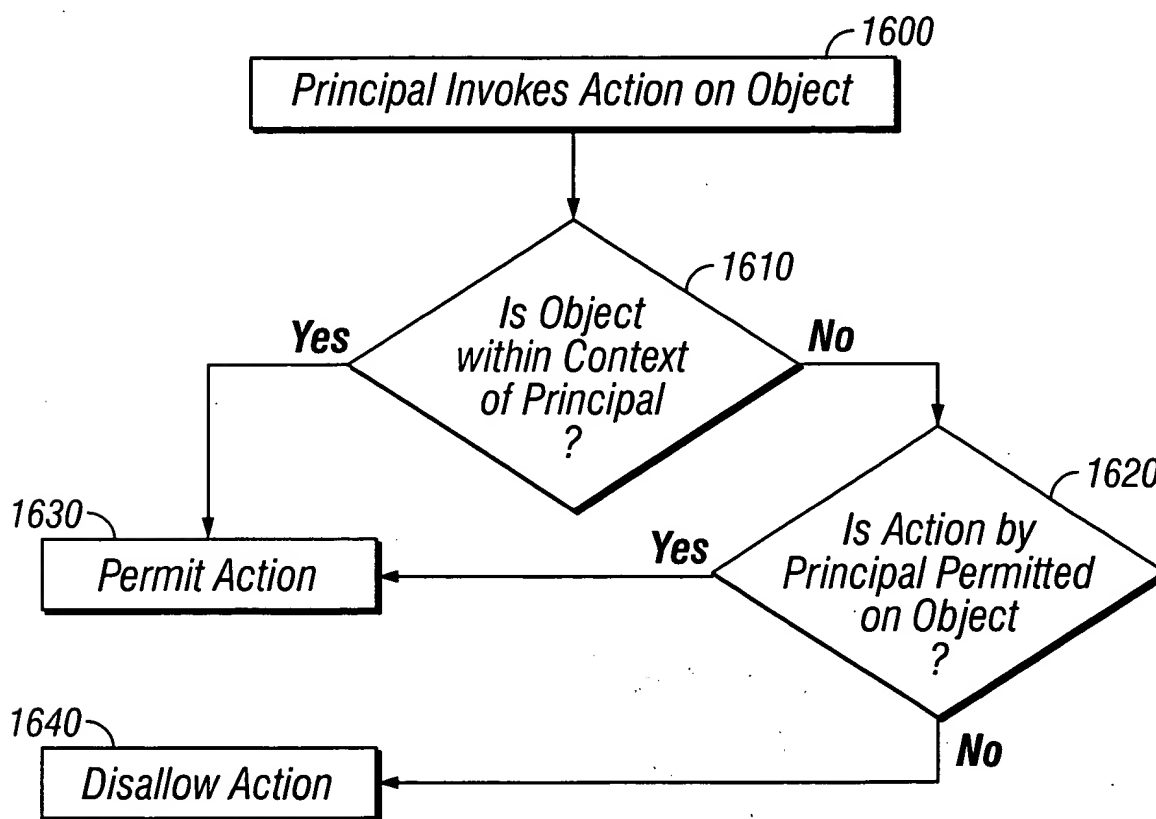 1600
Principal Invokes Action on Object
1610
Is Object
within Context
of Principal
?
Yes
No
1620
Is Action by
Principal Permitted
on Object
?
Yes
No
1630
Permit Action
1640
Disallow Action